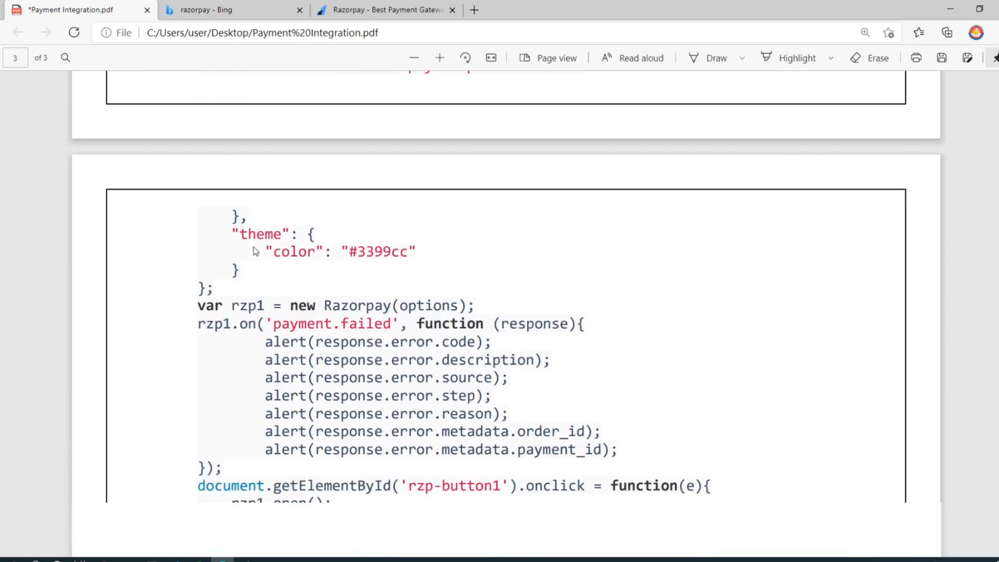 *Payment Integration.pdf
razorpay - Bing
Razorpay - Best Payment Gatewa
File C:/Users/user/Desktop/Payment%20Integration.pdf
3 of 3
Page view
Read aloud
Draw
Highlight
Erase
},
"theme": {
"color": "#3399cc"
}
};
var rzp1 = new Razorpay(options);
rzp1.on('payment.failed', function (response){
alert(response.error.code);
alert(response.error.description);
alert(response.error.source);
alert(response.error.step);
alert(response.error.reason);
alert(response.error.metadata.order_id);
alert(response.error.metadata.payment_id);
});
document.getElementById('rzp-button1').onclick = function(e){
rzp1.open();